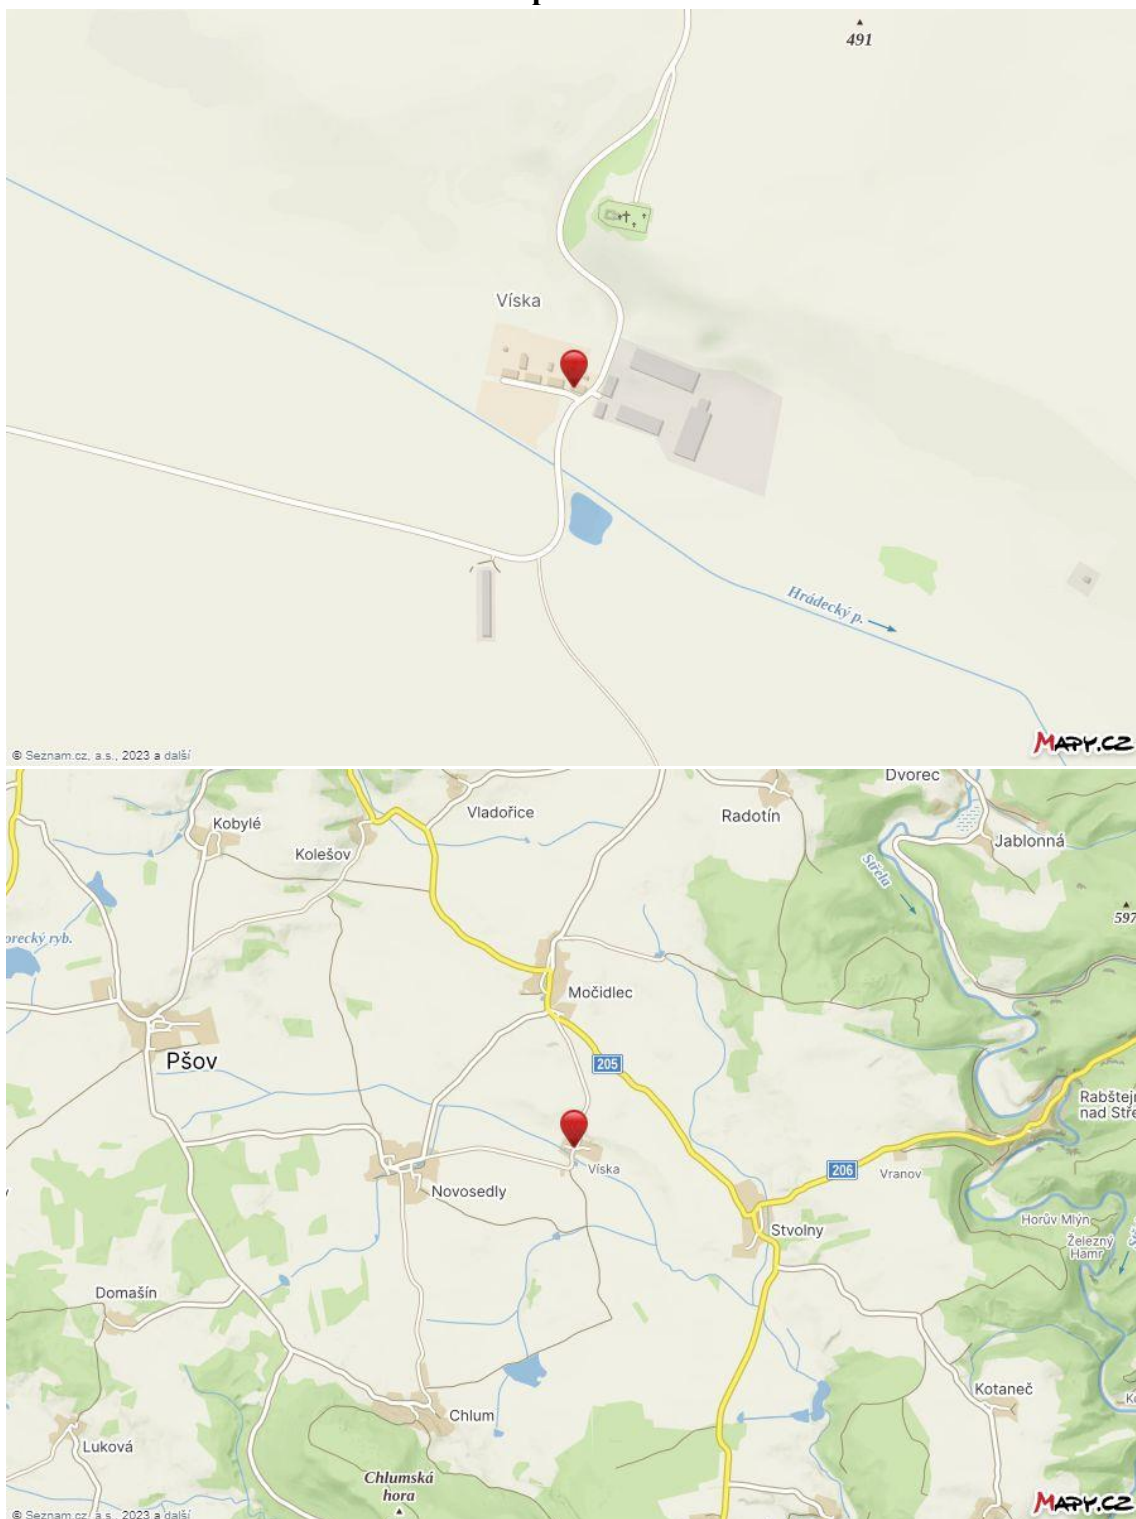 491
Víska
Hrádecký p.
© Seznam.cz, a.s., 2023 a další
MAPY.CZ
Dvorec
Vladořice
Radotín
Kobylé
Jablonná
Kolešov
Střela
597
orecký ryb.
Močidlec
Pšov
205
Rabštejn
nad Stře
Víska
206
Vranov
Novosedly
Horův Mlýn
Stvolny
Železný
Hamr
Domašín
Kotaneč
Chlum
Luková
Chlumská
hora
MAPY.CZ
© Seznam.cz, a.s., 2023 a další